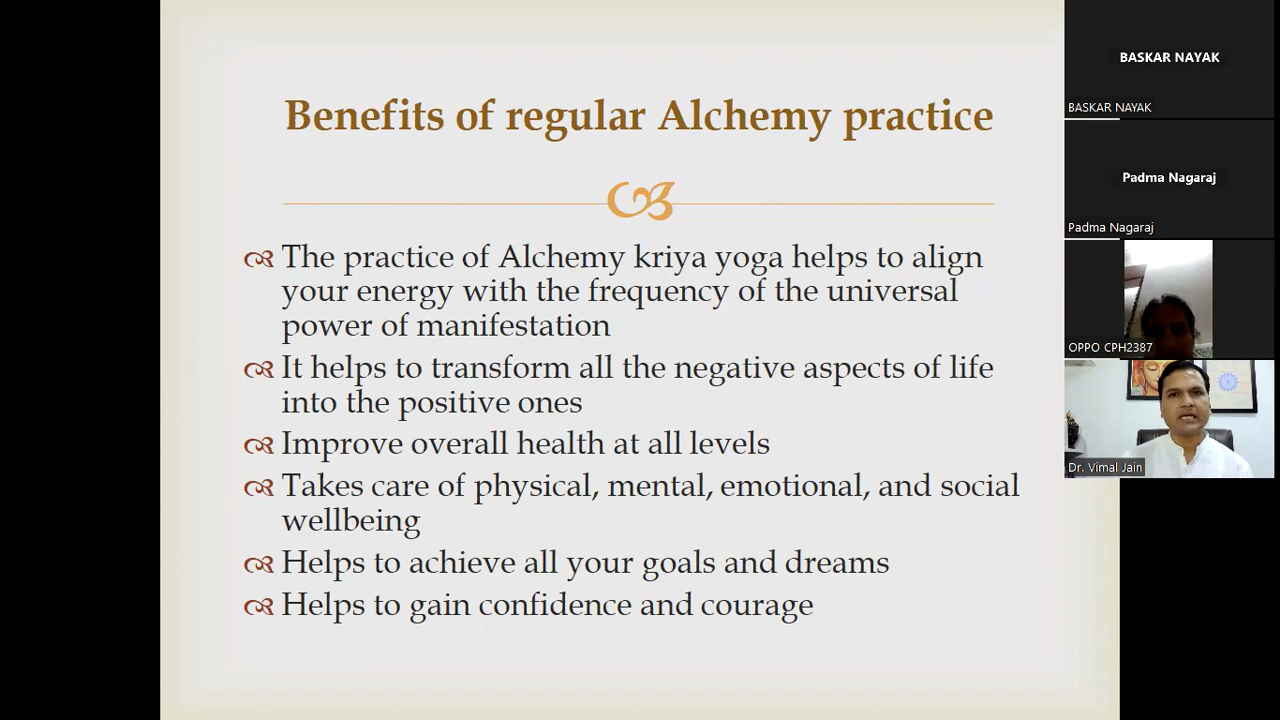 Benefits of regular Alchemy practice
The practice of Alchemy kriya yoga helps to align
your energy with the frequency of the universal
power of manifestation
It helps to transform all the negative aspects of life
into the positive ones
Improve overall health at all levels
Takes care of physical, mental, emotional, and social
wellbeing
Helps to achieve all your goals and dreams
Helps to gain confidence and courage
BASKAR NAYAK
BASKAR NAYAK
Padma Nagaraj
Padma Nagaraj
OPPO CPH2387
Dr. Vimal Jain